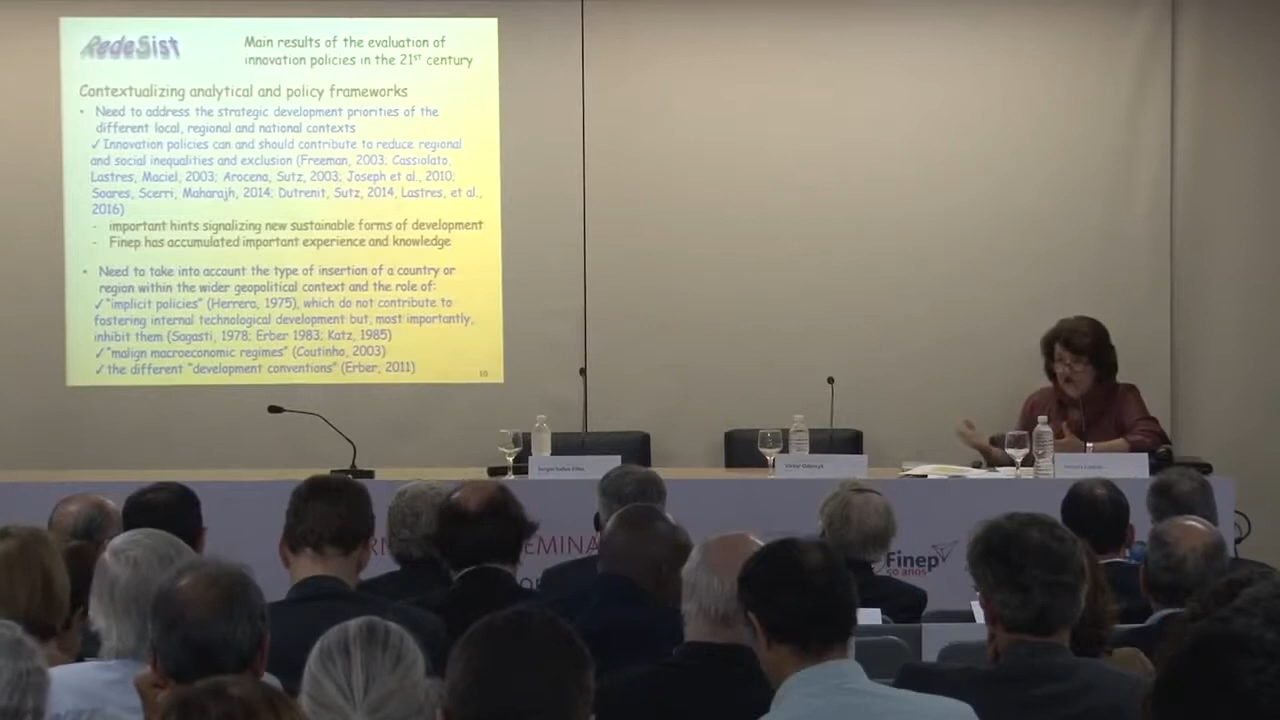 RedeSist
Main results of the evaluation of
innovation policies in the 21st century
Contextualizing analytical and policy frameworks
• Need to address the strategic development priorities of the
different local, regional and national contexts
✓Innovation policies can and should contribute to reduce regional
and social inequalities and exclusion (Freeman, 2003; Cassiolato,
Lastres, Maciel, 2003; Arocena, Sutz, 2003; Joseph et al., 2010;
Soares, Scerri, Maharajh, 2014; Dutrenit, Sutz, 2014, Lastres, et al.,
2016)
- important hints signalizing new sustainable forms of development
- Finep has accumulated important experience and knowledge
• Need to take into account the type of insertion of a country or
region within the wider geopolitical context and the role of:
✓"implicit policies" (Herrera, 1975), which do not contribute to
fostering internal technological development but, most importantly,
inhibit them (Sagasti, 1978; Erber 1983; Katz, 1985)
✓"malign macroeconomic regimes" (Coutinho, 2003)
✓the different "development conventions" (Erber, 2011)
10
EMINA
Finep
50 anos